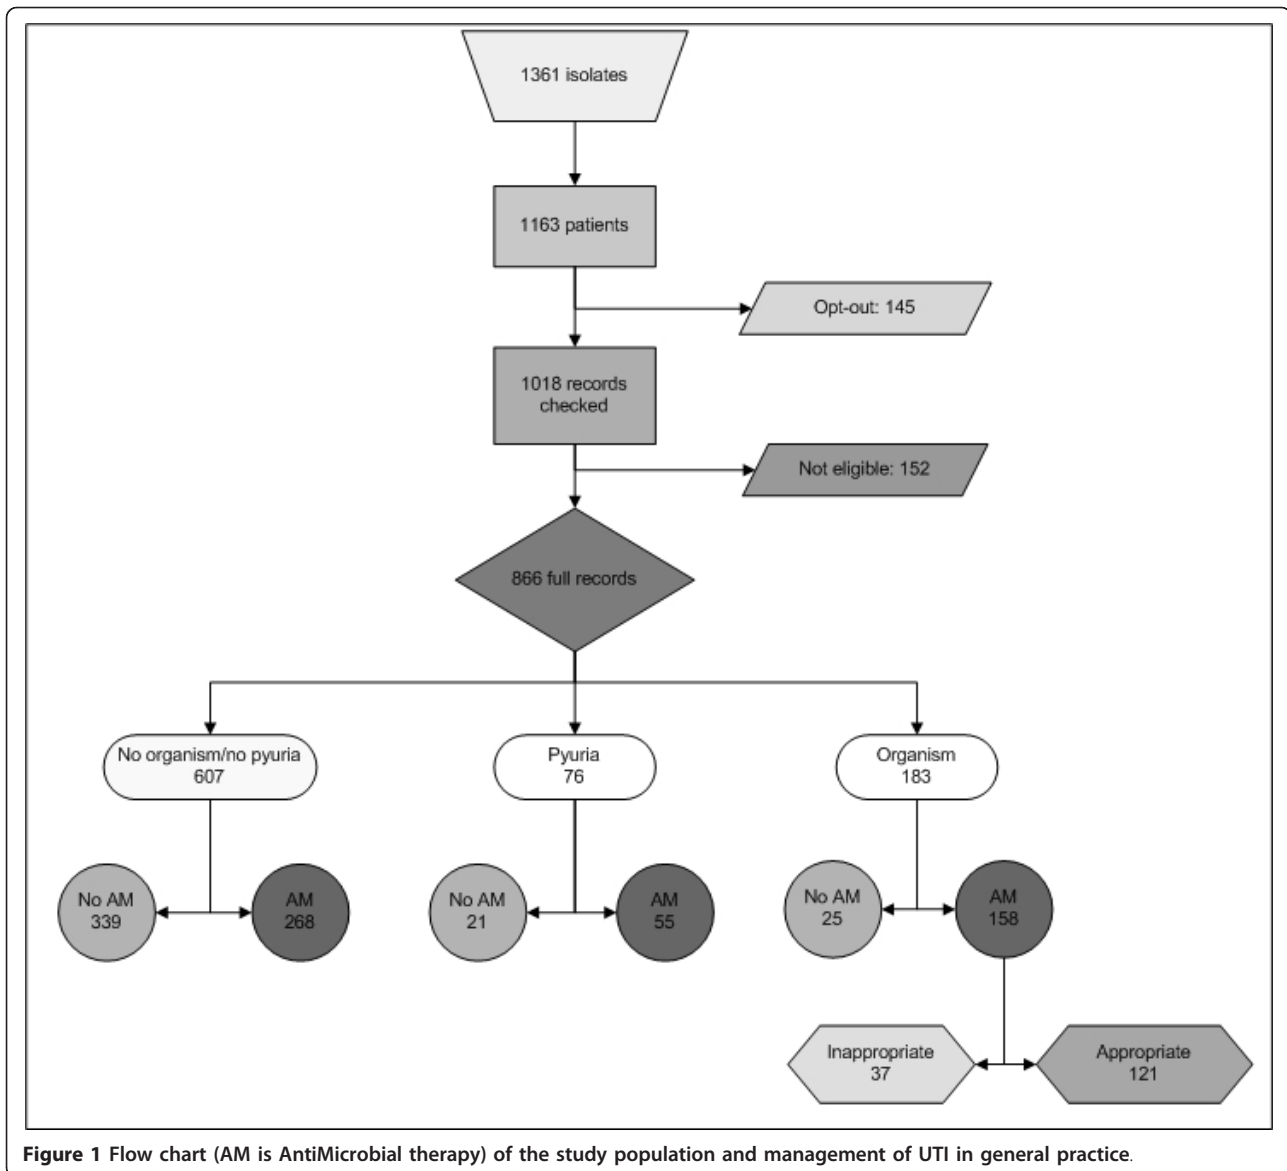 1361 isolates
1163 patients
Opt-out: 145
1018 records
checked
Not eligible: 152
866 full records
No organism/no pyuria
607
Pyuria
76
Organism
183
No AM
339
AM
268
No AM
21
AM
55
No AM
25
AM
158
Inappropriate
37
Appropriate
121
Figure 1 Flow chart (AM is AntiMicrobial therapy) of the study population and management of UTI in general practice.